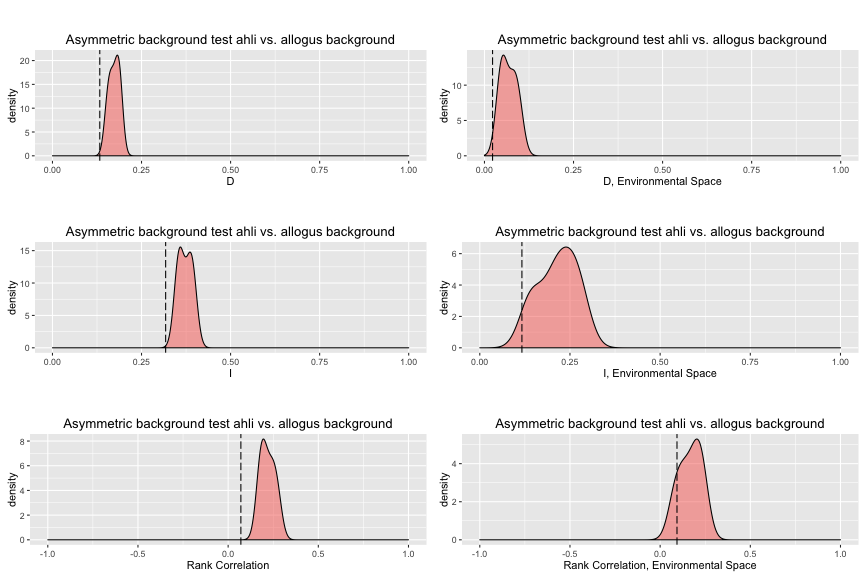 Asymmetric background test ahli vs. allogus background
density
20
15
10
5
0
0.00 0.25 0.50 0.75 1.00
D
Asymmetric background test ahli vs. allogus background
density
10
5
0
0.00 0.25 0.50 0.75 1.00
D, Environmental Space
Asymmetric background test ahli vs. allogus background
density
15
10
5
0
0.00 0.25 0.50 0.75 1.00
I
Asymmetric background test ahli vs. allogus background
density
6
4
2
0
0.00 0.25 0.50 0.75 1.00
I, Environmental Space
Asymmetric background test ahli vs. allogus background
density
8
6
4
2
0
-1.0 -0.5 0.0 0.5 1.0
Rank Correlation
Asymmetric background test ahli vs. allogus background
density
4
2
0
-1.0 -0.5 0.0 0.5 1.0
Rank Correlation, Environmental Space